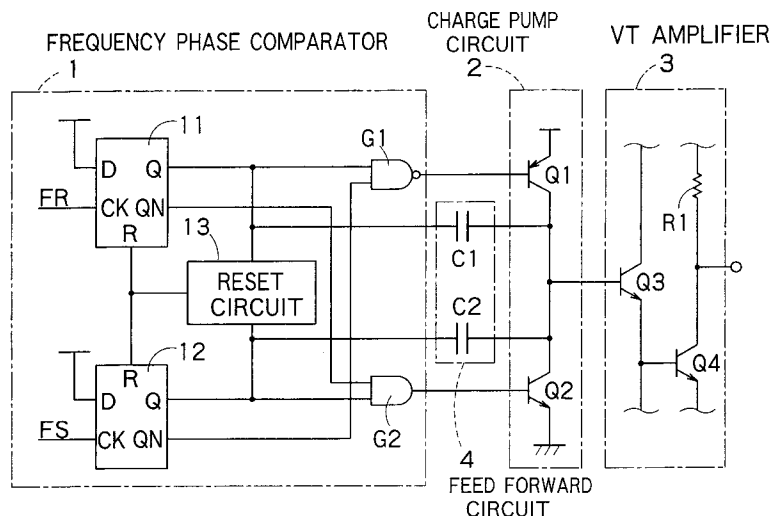 FREQUENCY PHASE COMPARATOR
1
CHARGE PUMP
CIRCUIT
2
VT AMPLIFIER
3
11
D Q
FR
CK QN
R
13
RESET
CIRCUIT
12
R
D Q
FS
CK QN
G1
G2
C1
C2
4
FEED FORWARD
CIRCUIT
Q1
Q2
R1
Q3
Q4